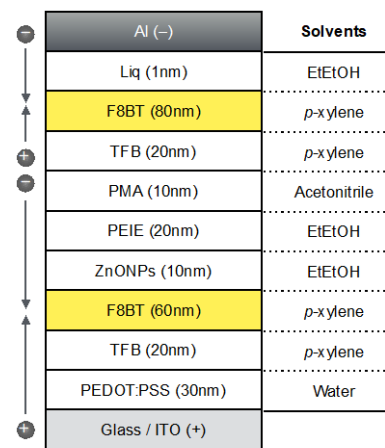 Al (–) Solvents
Liq (1nm) EtEtOH
F8BT (80nm) p-xylene
TFB (20nm) p-xylene
PMA (10nm) Acetonitrile
PEIE (20nm) EtEtOH
ZnONPs (10nm) EtEtOH
F8BT (60nm) p-xylene
TFB (20nm) p-xylene
PEDOT:PSS (30nm) Water
Glass / ITO (+)